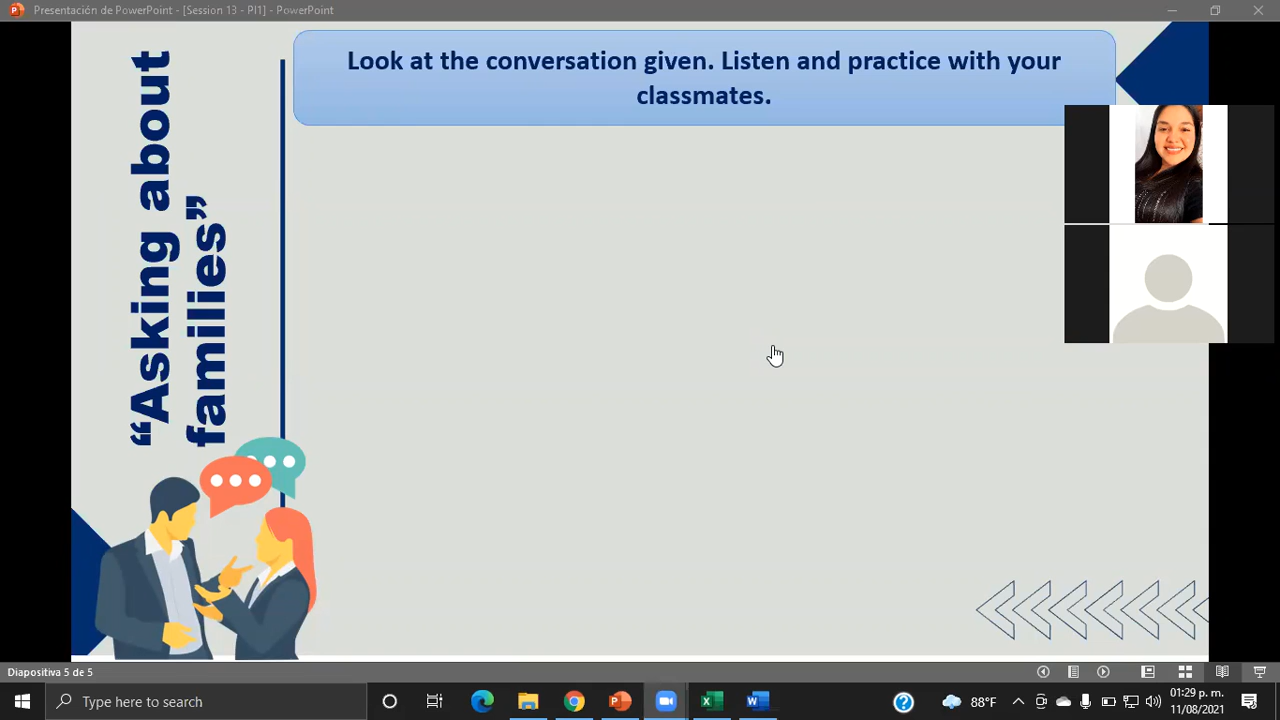 Presentación de PowerPoint - [Session 13 - PI1] - PowerPoint
Look at the conversation given. Listen and practice with your
classmates.
“Asking about
families”
Diapositiva 5 de 5
Type here to search
88°F
01:29 p. m.
11/08/2021